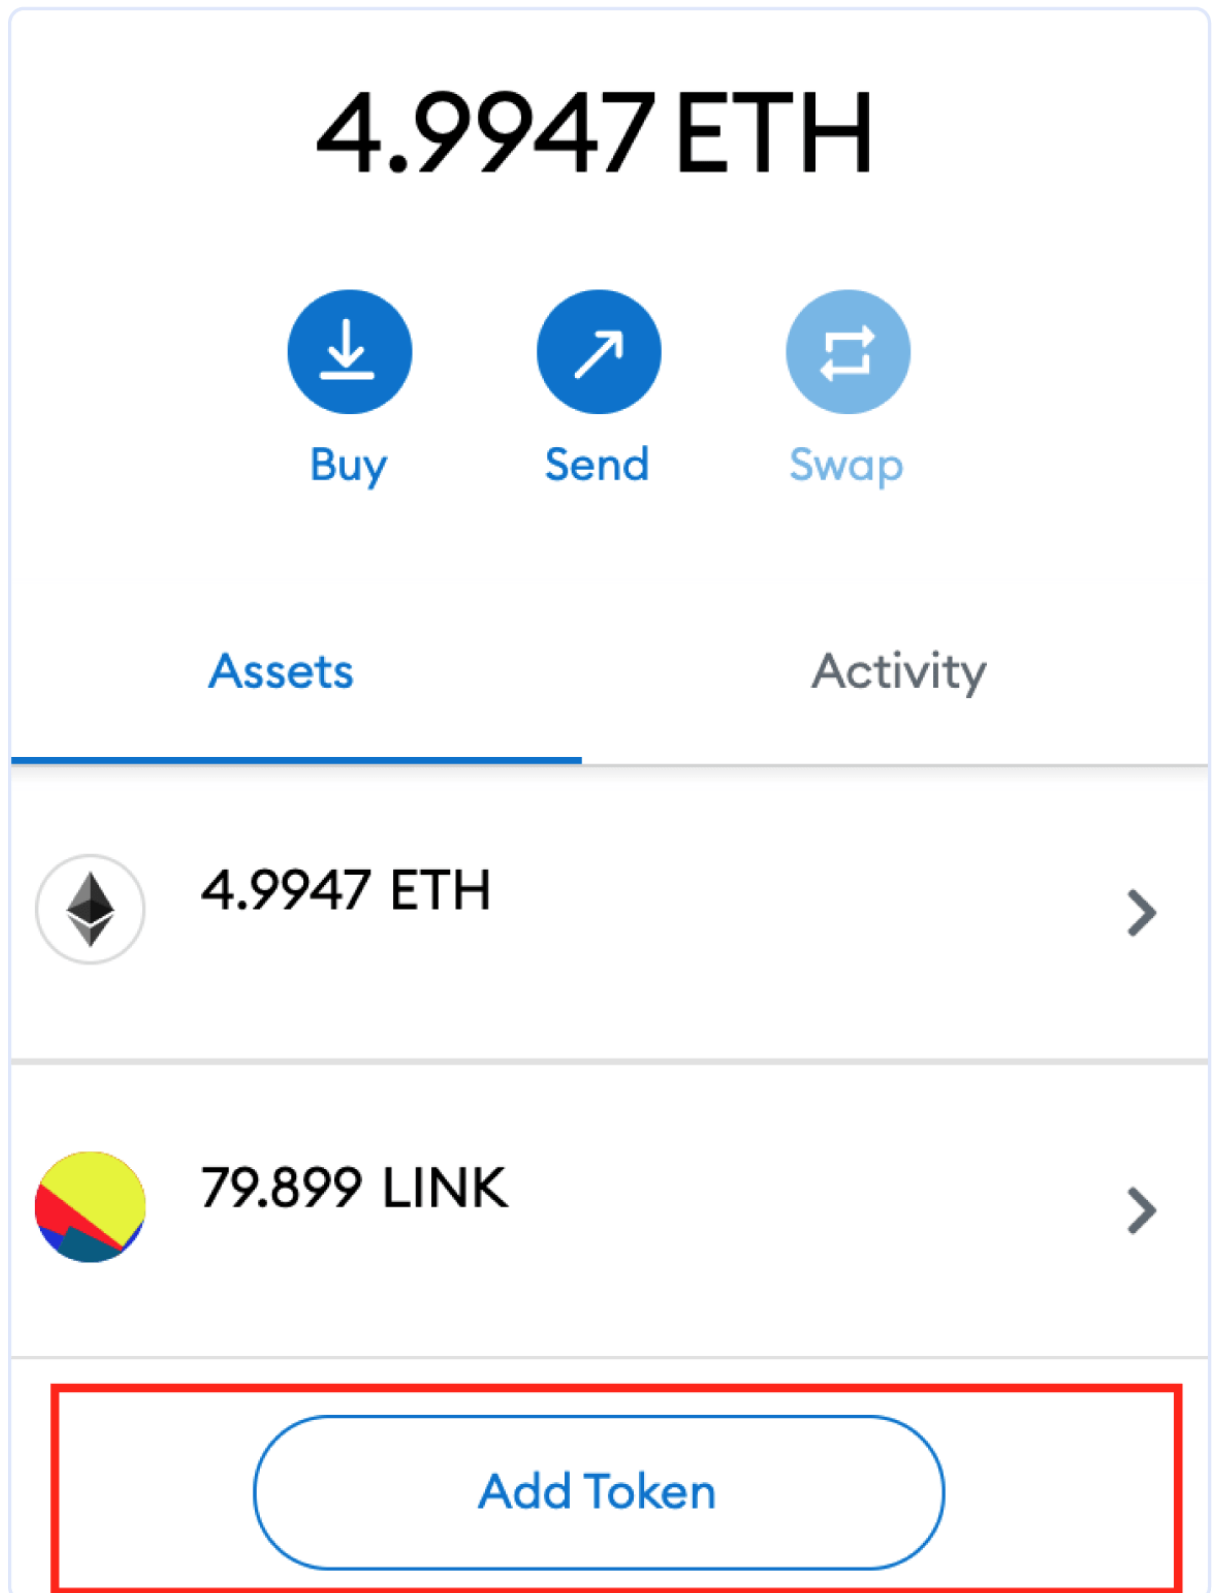 4.9947 ETH
Buy Send Swap
Assets Activity
4.9947 ETH
79.899 LINK
Add Token